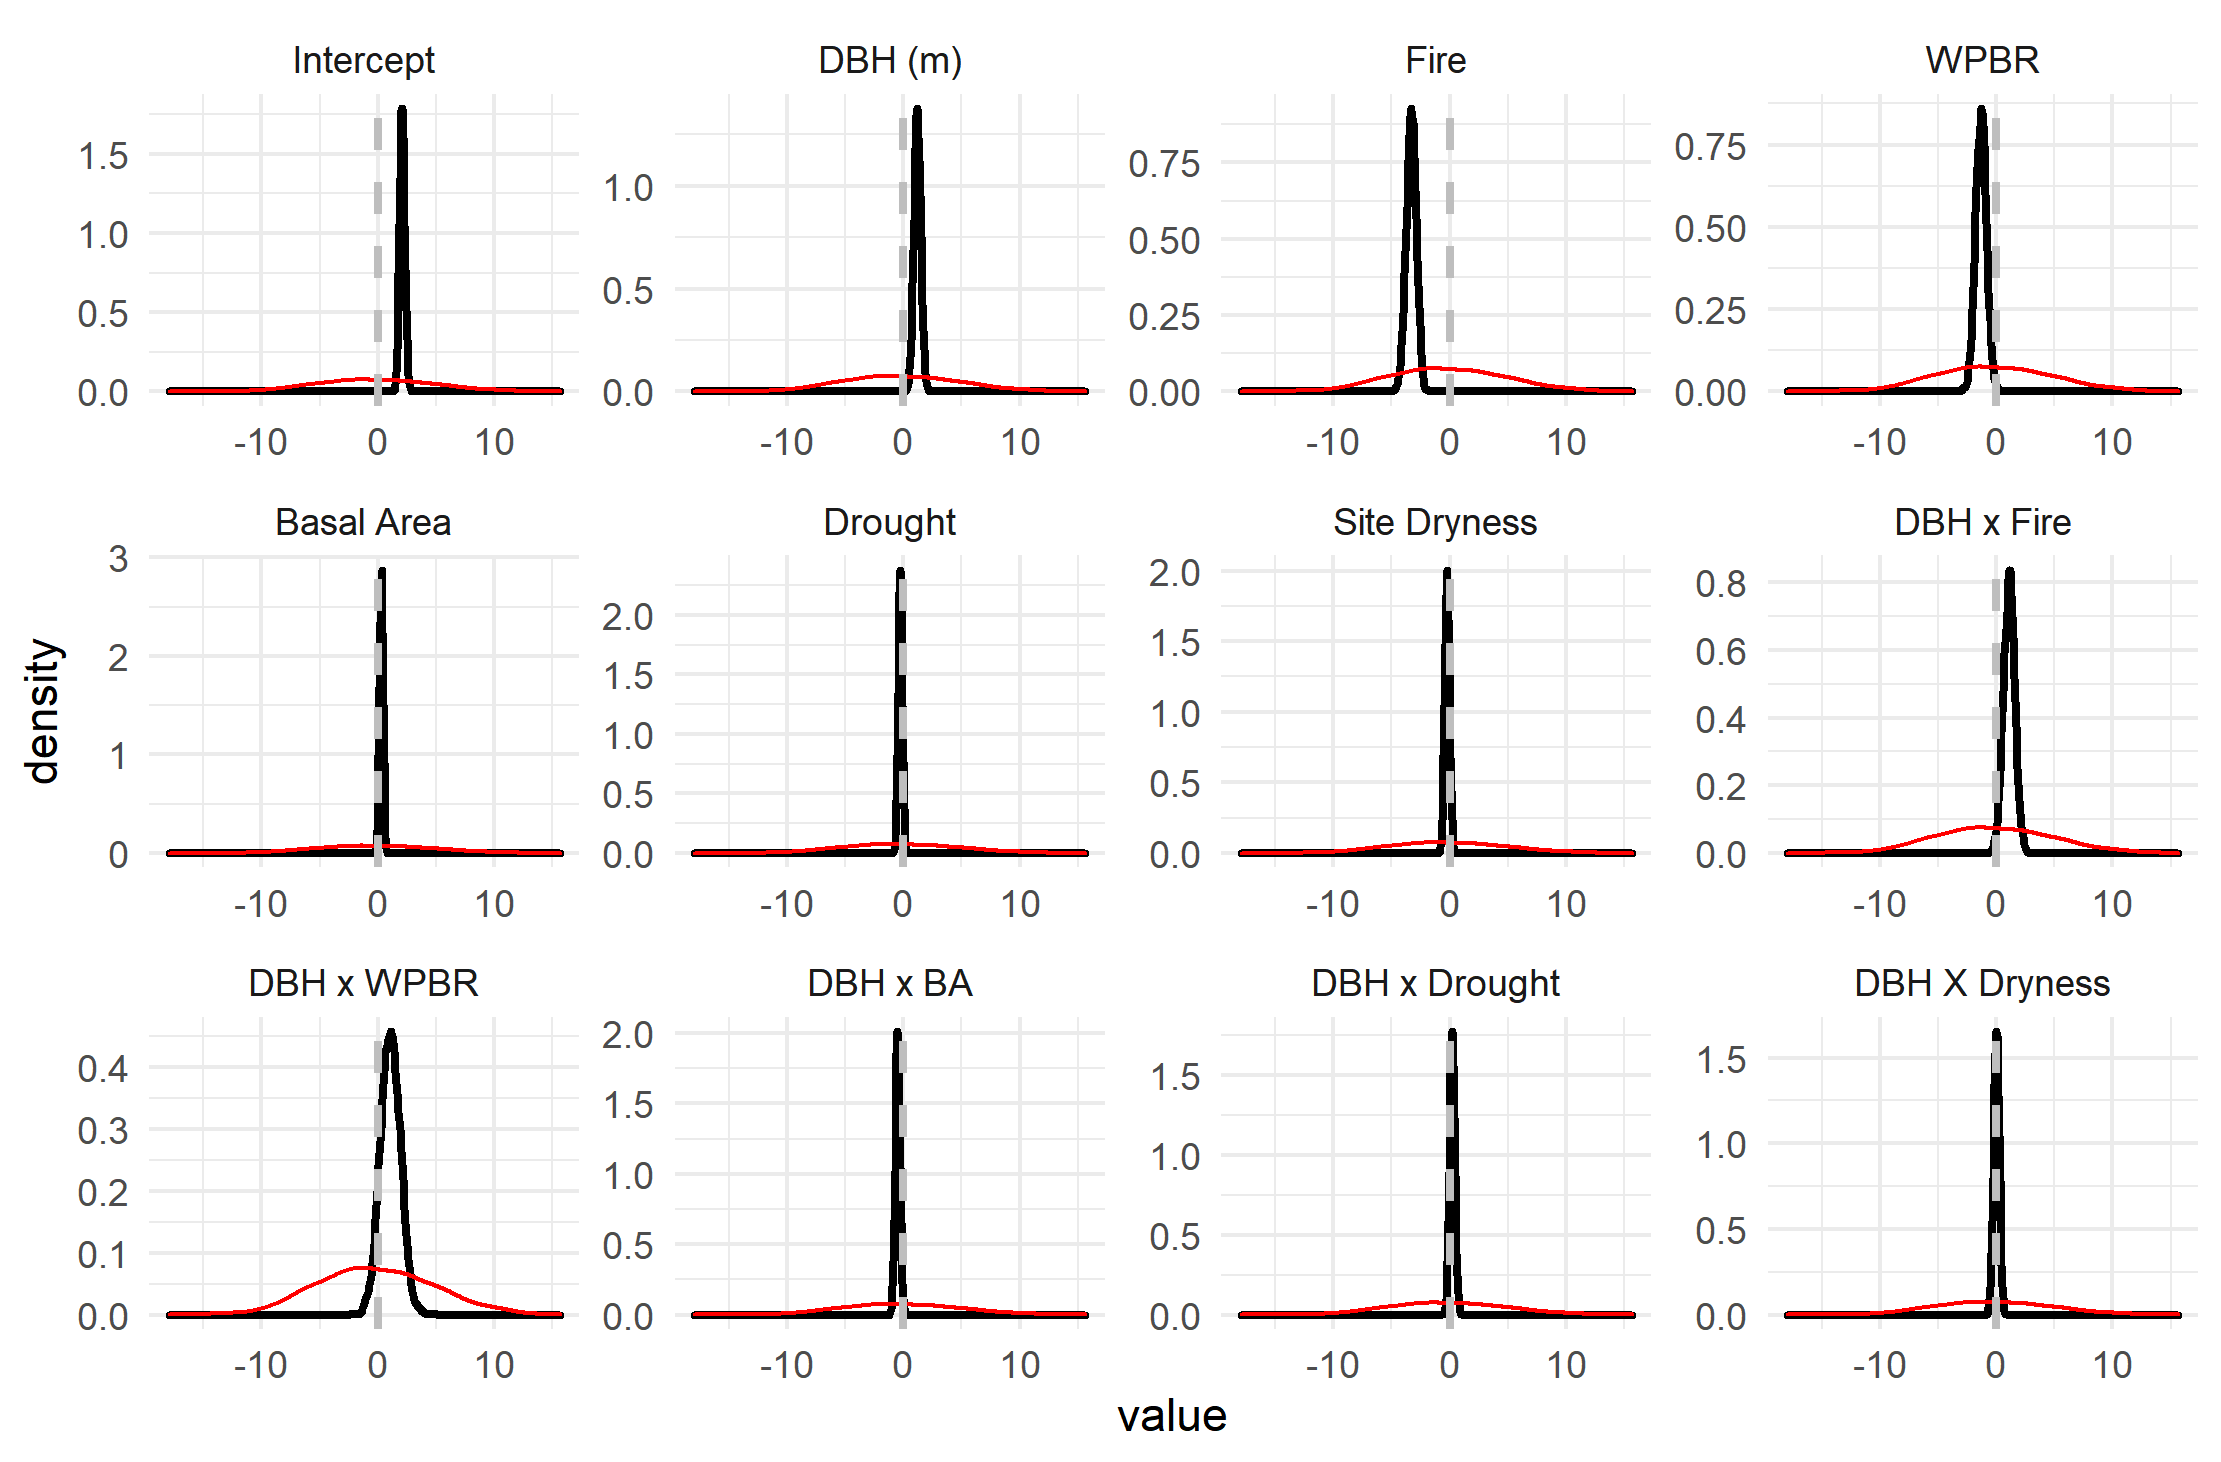 Intercept
DBH (m)
Fire
WPBR
1.5
1.0
0.5
0.0
-10 0 10
1.0
0.5
0.0
-10 0 10
0.75
0.50
0.25
0.00
-10 0 10
0.75
0.50
0.25
0.00
-10 0 10
density
Basal Area
Drought
Site Dryness
DBH x Fire
3
2
1
0
-10 0 10
2.0
1.5
1.0
0.5
0.0
-10 0 10
2.0
1.5
1.0
0.5
0.0
-10 0 10
0.8
0.6
0.4
0.2
0.0
-10 0 10
DBH x WPBR
DBH x BA
DBH x Drought
DBH X Dryness
0.4
0.3
0.2
0.1
0.0
-10 0 10
2.0
1.5
1.0
0.5
0.0
-10 0 10
1.5
1.0
0.5
0.0
-10 0 10
1.5
1.0
0.5
0.0
-10 0 10
value